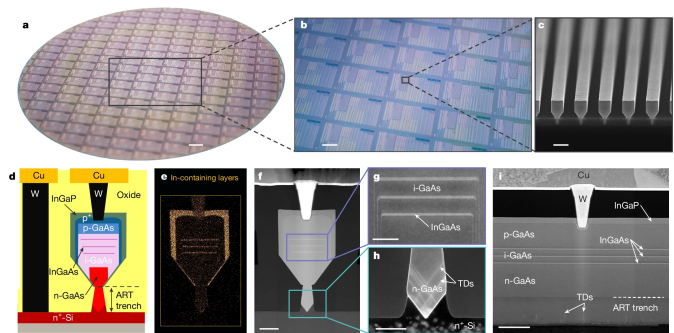 a
b
c
d
Cu
Cu
W
W
Oxide
InGaP
p⁺
p-GaAs
i-GaAs
InGaAs
n-GaAs
ART
trench
n⁺-Si
e
In-containing layers
f
g
i-GaAs
InGaAs
h
TDs
n-GaAs
n⁺-Si
i
Cu
W
InGaP
p-GaAs
InGaAs
i-GaAs
n-GaAs
TDs
ART
trench